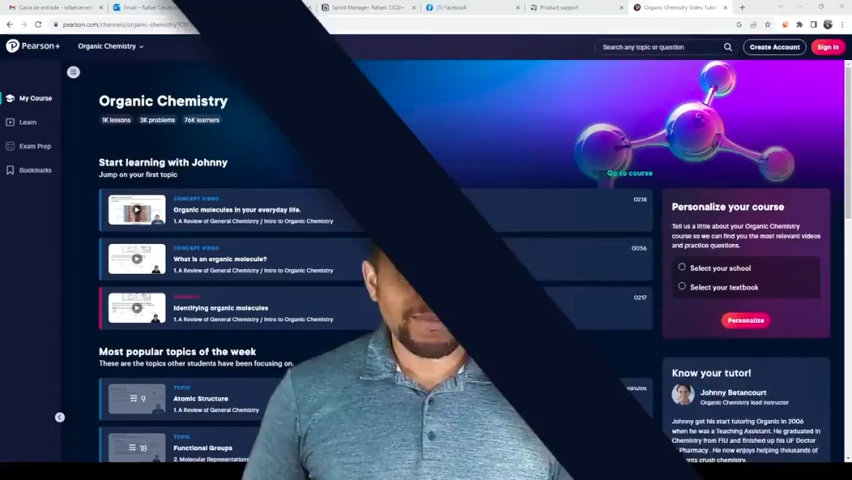 Caixa de entrada - rafaelcervei
Email - Rafael Cerv
Sprint Manager: Rafael 23Q3 -
(1) Facebook
Product support
Organic Chemistry Video Tutor
pearson.com/channels/organic-chemistry
Pearson+
Organic Chemistry
Search any topic or question
Create Account
Sign In
My Course
Learn
Exam Prep
Bookmarks
Organic Chemistry
1K lessons
3K problems
76K learners
Start learning with Johnny
Jump on your first topic
Go to course
CONCEPT VIDEO
Organic molecules in your everyday life.
1. A Review of General Chemistry / Intro to Organic Chemistry
02:18
CONCEPT VIDEO
What is an organic molecule?
1. A Review of General Chemistry / Intro to Organic Chemistry
00:56
Identifying organic molecules
1. A Review of General Chemistry / Intro to Organic Chemistry
02:17
Most popular topics of the week
These are the topics other students have been focusing on.
9
TOPIC
Atomic Structure
1. A Review of General Chemistry
minutes
18
TOPIC
Functional Groups
2. Molecular Representations
Personalize your course
Tell us a little about your Organic Chemistry
course so we can find you the most relevant videos
and practice questions.
Select your school
Select your textbook
Personalize
Know your tutor!
Johnny Betancourt
Organic Chemistry lead instructor
Johnny got his start tutoring Organic in 2006
when he was a Teaching Assistant. He graduated in
Chemistry from FIU and finished up his UF Doctor
Pharmacy. He now enjoys helping thousands of
ents crush chemistry.